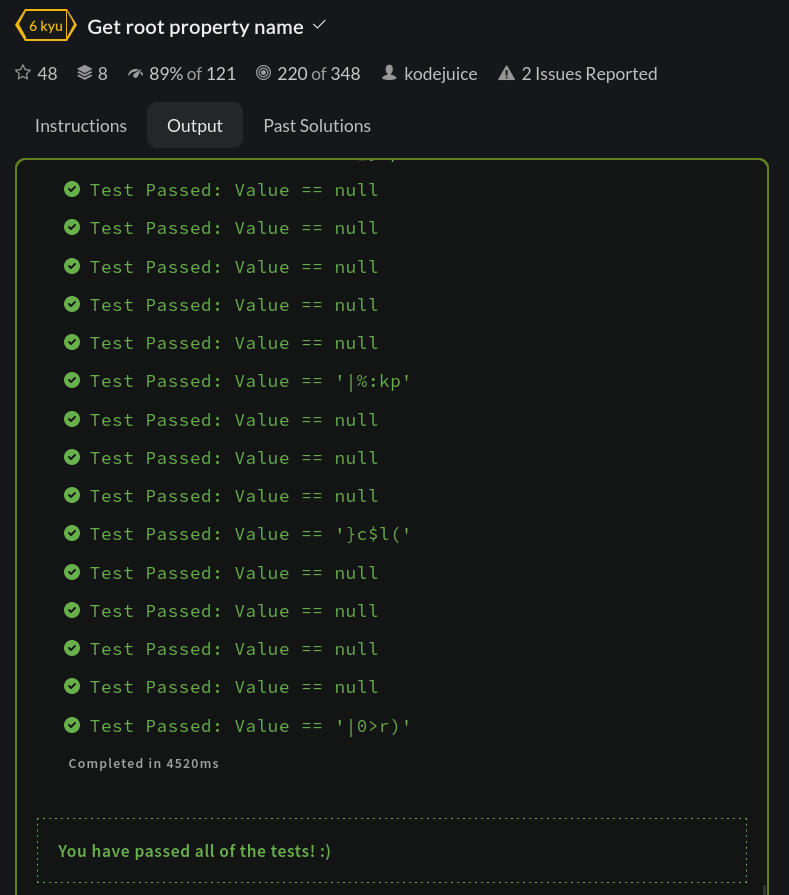 6 kyu Get root property name
48 8 89% of 121 220 of 348 kodejuice 2 Issues Reported
Instructions Output Past Solutions
Test Passed: Value == null
Test Passed: Value == null
Test Passed: Value == null
Test Passed: Value == null
Test Passed: Value == null
Test Passed: Value == '|%:kp'
Test Passed: Value == null
Test Passed: Value == null
Test Passed: Value == null
Test Passed: Value == '}c$l('
Test Passed: Value == null
Test Passed: Value == null
Test Passed: Value == null
Test Passed: Value == null
Test Passed: Value == '|0>r)'
Completed in 4520ms
You have passed all of the tests! :)